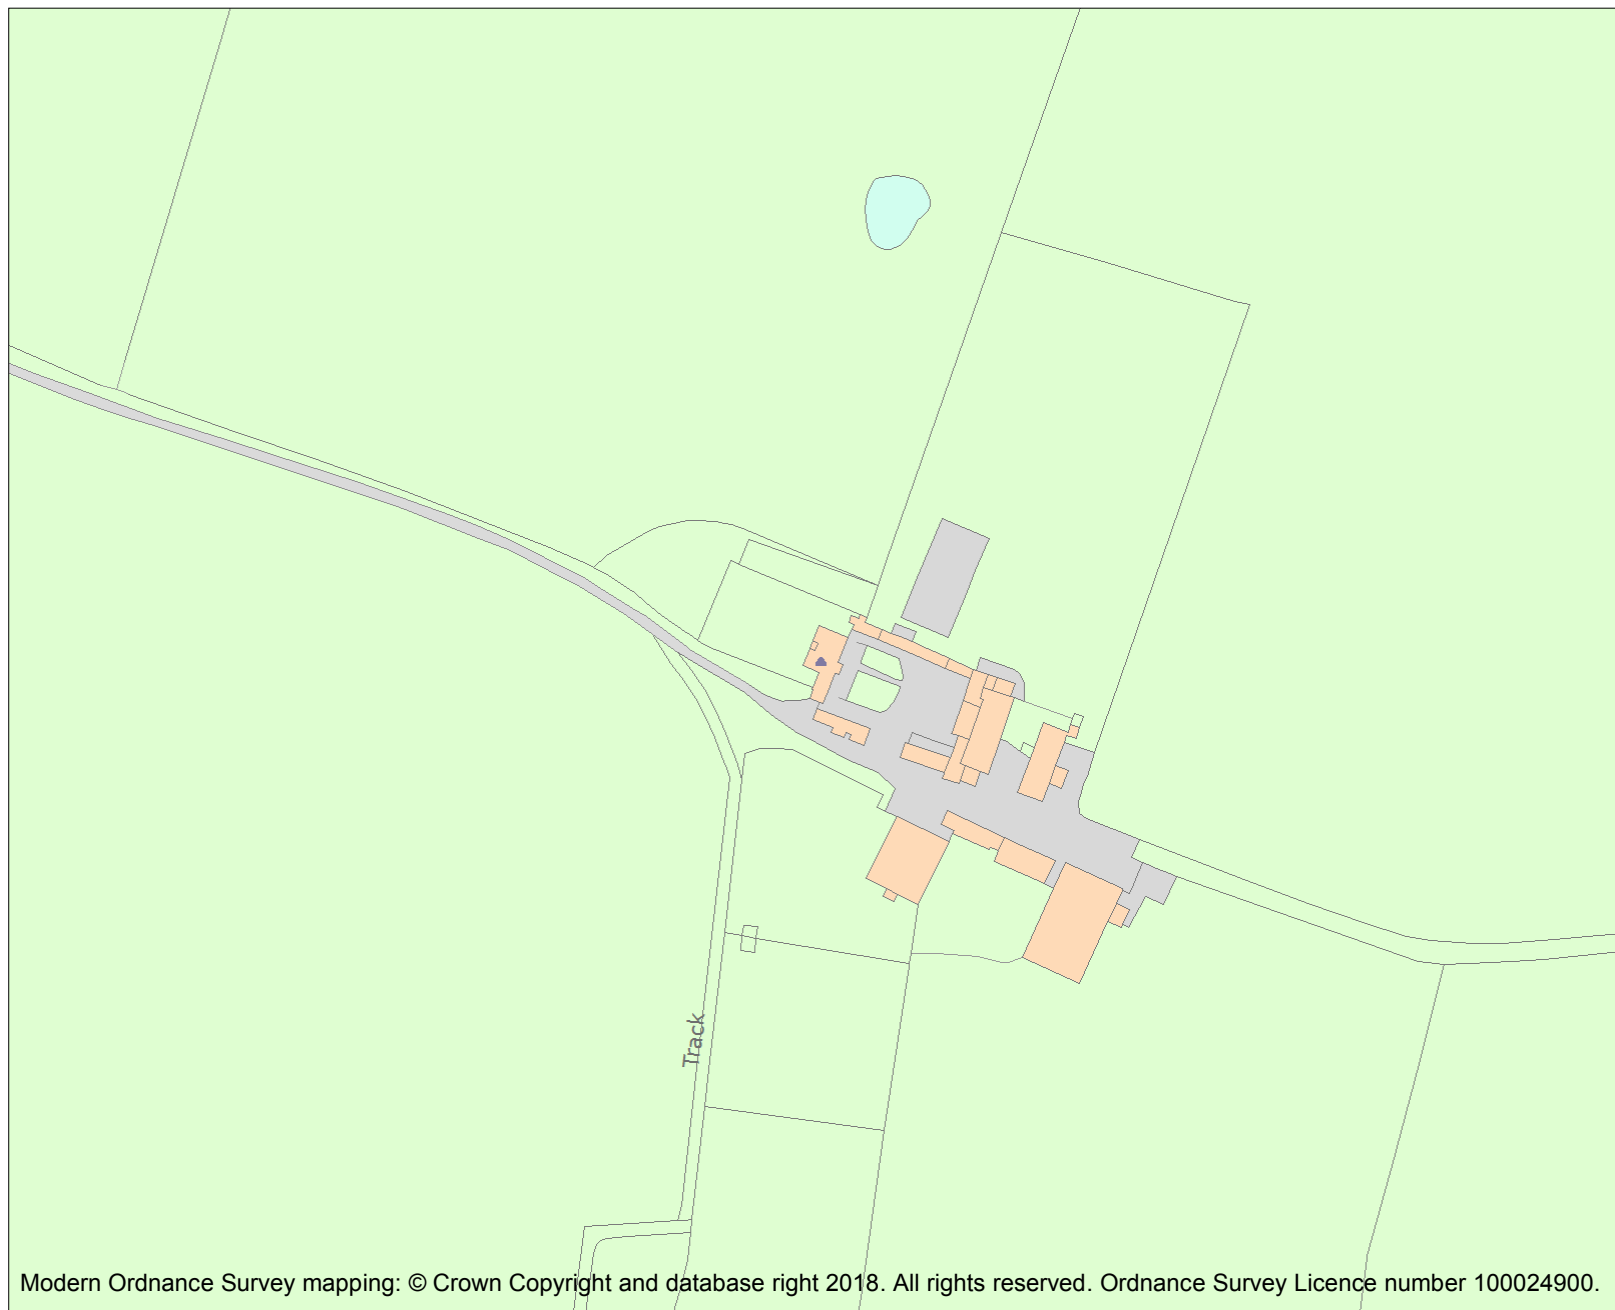 Track
Modern Ordnance Survey mapping: © Crown Copyright and database right 2018. All rights reserved. Ordnance Survey Licence number 100024900.